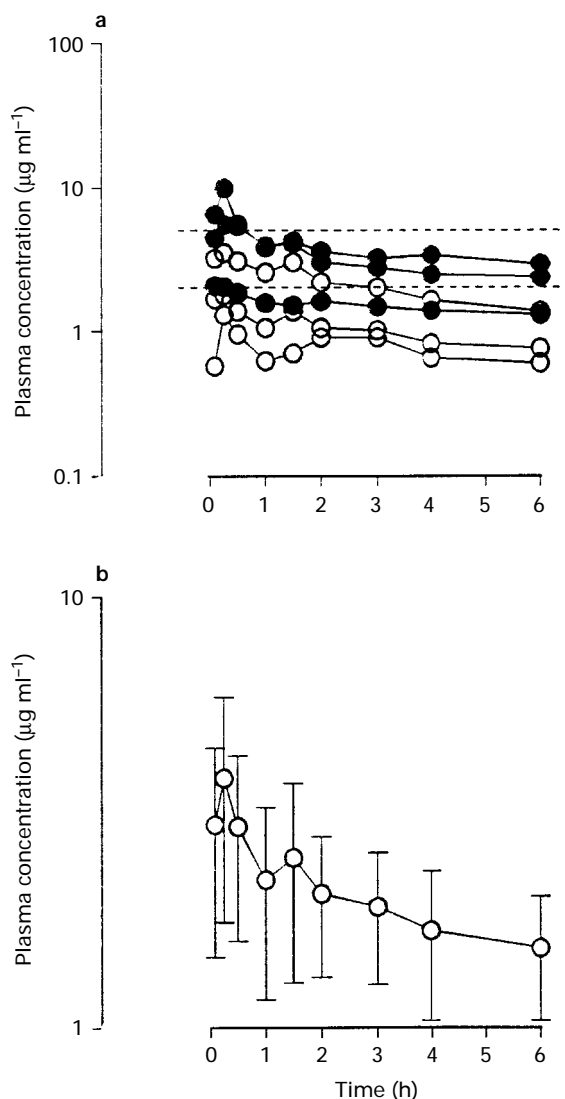 a
Plasma concentration (µg ml⁻¹)
100
10
1
0.1
0 1 2 3 4 5 6
b
Plasma concentration (µg ml⁻¹)
10
1
0 1 2 3 4 5 6
Time (h)